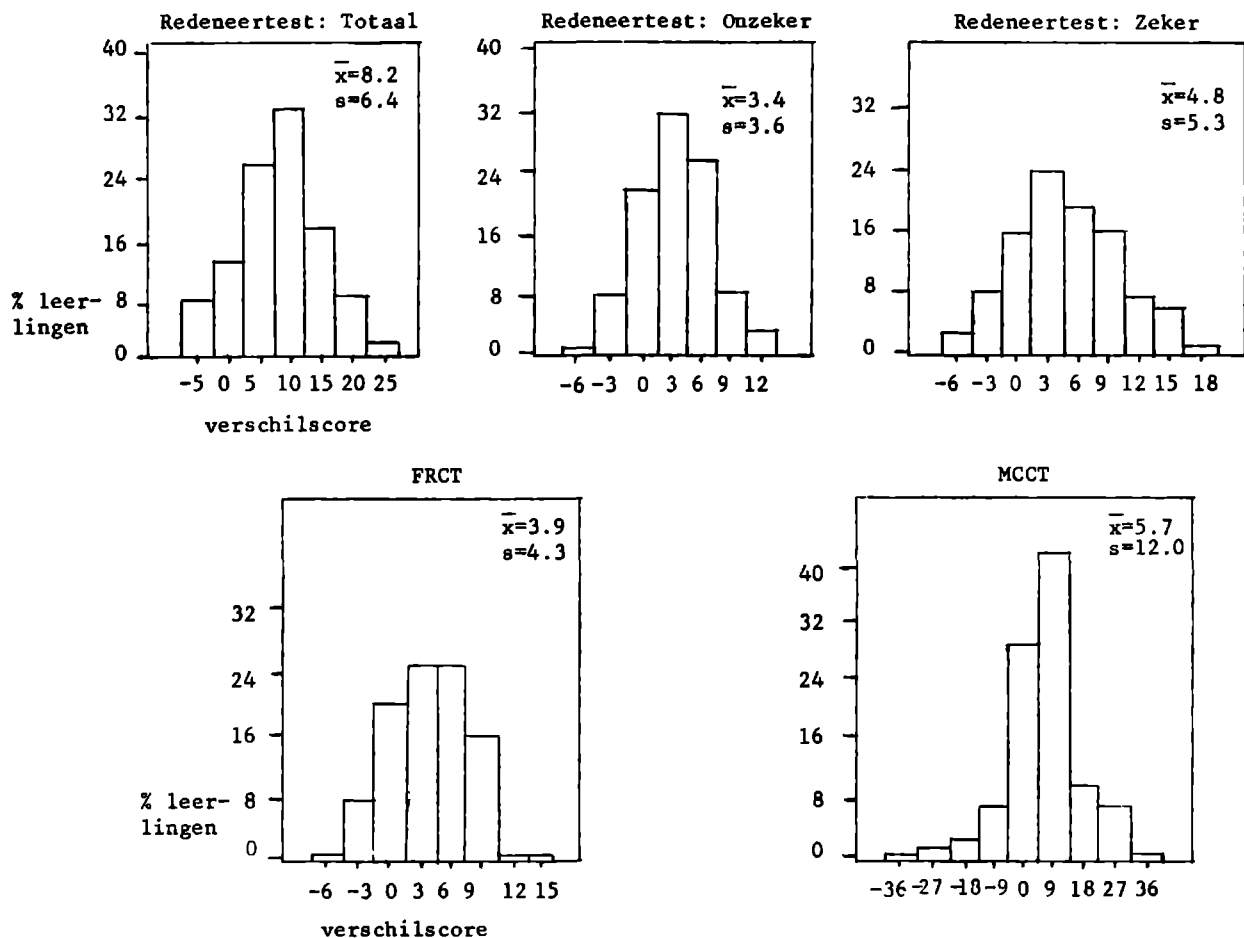 Redeneertest: Totaal
40
32
24
16
8
0
% leer-
lingen
x̄=8.2
s=6.4
-5 0 5 10 15 20 25
verschilscore
Redeneertest: Onzeker
40
32
24
16
8
0
x̄=3.4
s=3.6
-6 -3 0 3 6 9 12
Redeneertest: Zeker
32
24
16
8
0
x̄=4.8
s=5.3
-6 -3 0 3 6 9 12 15 18
FRCT
32
24
16
8
0
% leer-
lingen
x̄=3.9
s=4.3
-6 -3 0 3 6 9 12 15
verschilscore
MCCT
40
32
24
16
8
0
x̄=5.7
s=12.0
-36 -27 -18 -9 0 9 18 27 36